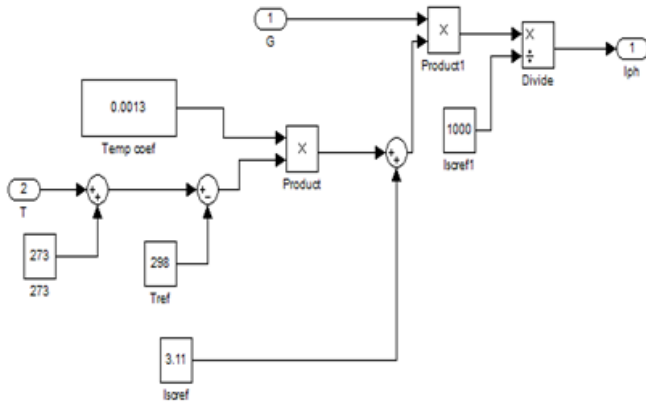 1
G
×
Product1
×
÷
Divide
1
Iph
0.0013
Temp coef
×
Product
1000
Iscref1
2
T
+
+
+
−
+
+
273
273
298
Tref
3.11
Iscref